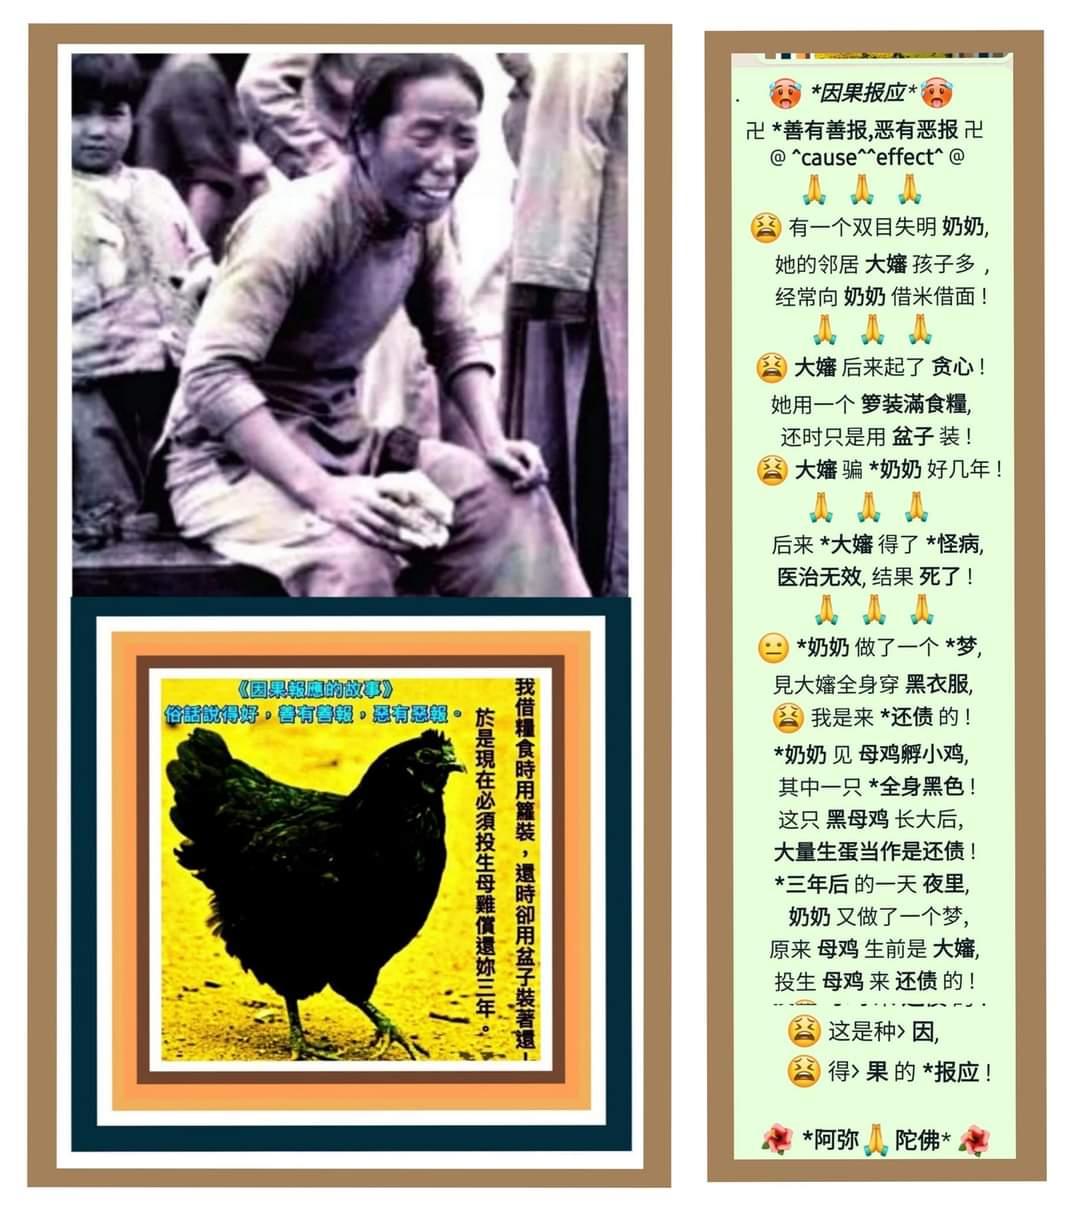 《因果報應的故事》
俗話說得好，善有善報，惡有惡報。
我借糧食時用籮裝，還時卻用盆子裝著還！
於是現在必須投生母雞償還妳三年。
. 🥵 *因果报应* 🥵
卍 *善有善报,恶有恶报 卍
@ ^cause^^effect^ @
🙏 🙏 🙏
😫 有一个双目失明 奶奶,
她的邻居 大嬸 孩子多 ,
经常向 奶奶 借米借面 !
🙏 🙏 🙏
😫 大嬸 后来起了 贪心 !
她用一个 箩装滿食糧,
还时只是用 盆子 装 !
😫 大嬸 骗 *奶奶 好几年 !
🙏 🙏 🙏
后来 *大嬸 得了 *怪病,
医治无效, 结果 死了 !
🙏 🙏 🙏
😐 *奶奶 做了一个 *梦,
見大嬸全身穿 黑衣服,
😫 我是来 *还债 的 !
*奶奶 见 母鸡孵小鸡,
其中一只 *全身黑色 !
这只 黑母鸡 长大后,
大量生蛋当作是还债 !
*三年后 的一天 夜里,
奶奶 又做了一个梦,
原来 母鸡 生前是 大嬸,
投生 母鸡 来 还债 的 !
😫 这是种> 因,
😫 得> 果 的 *报应 !
🌺 *阿弥🙏陀佛* 🌺